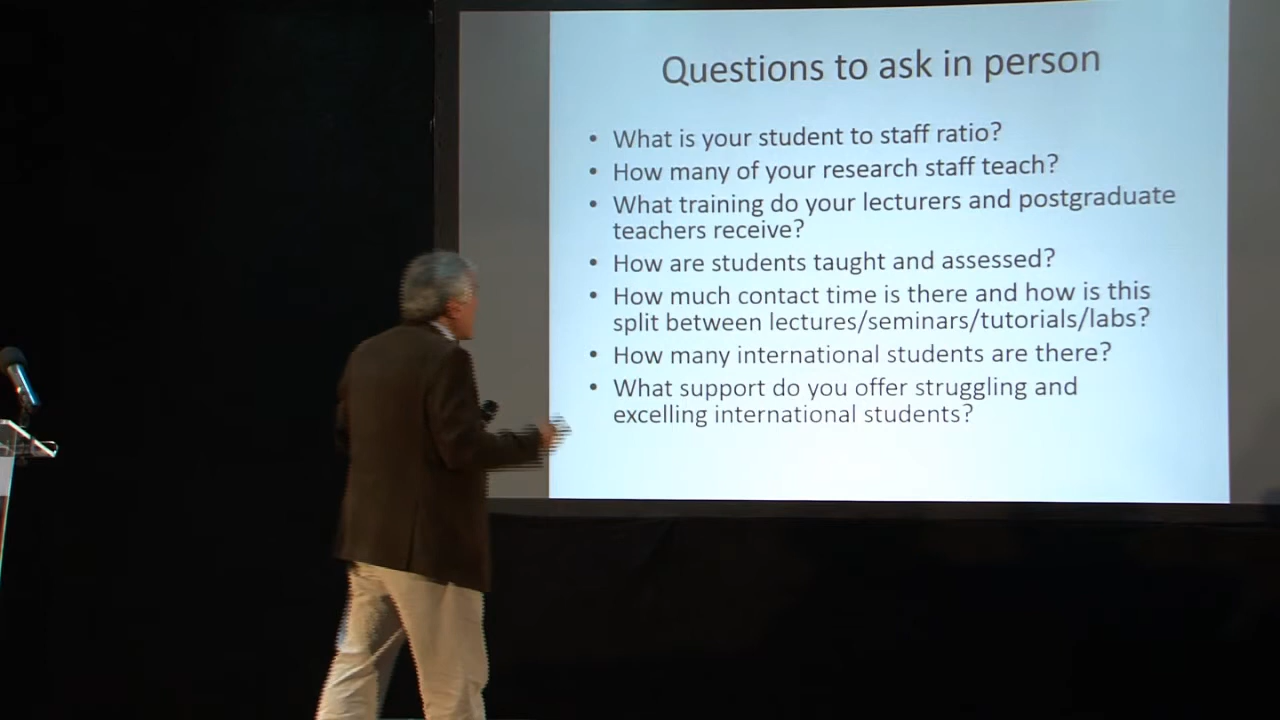 Questions to ask in person
• What is your student to staff ratio?
• How many of your research staff teach?
• What training do your lecturers and postgraduate
teachers receive?
• How are students taught and assessed?
• How much contact time is there and how is this
split between lectures/seminars/tutorials/labs?
• How many international students are there?
• What support do you offer struggling and
excelling international students?